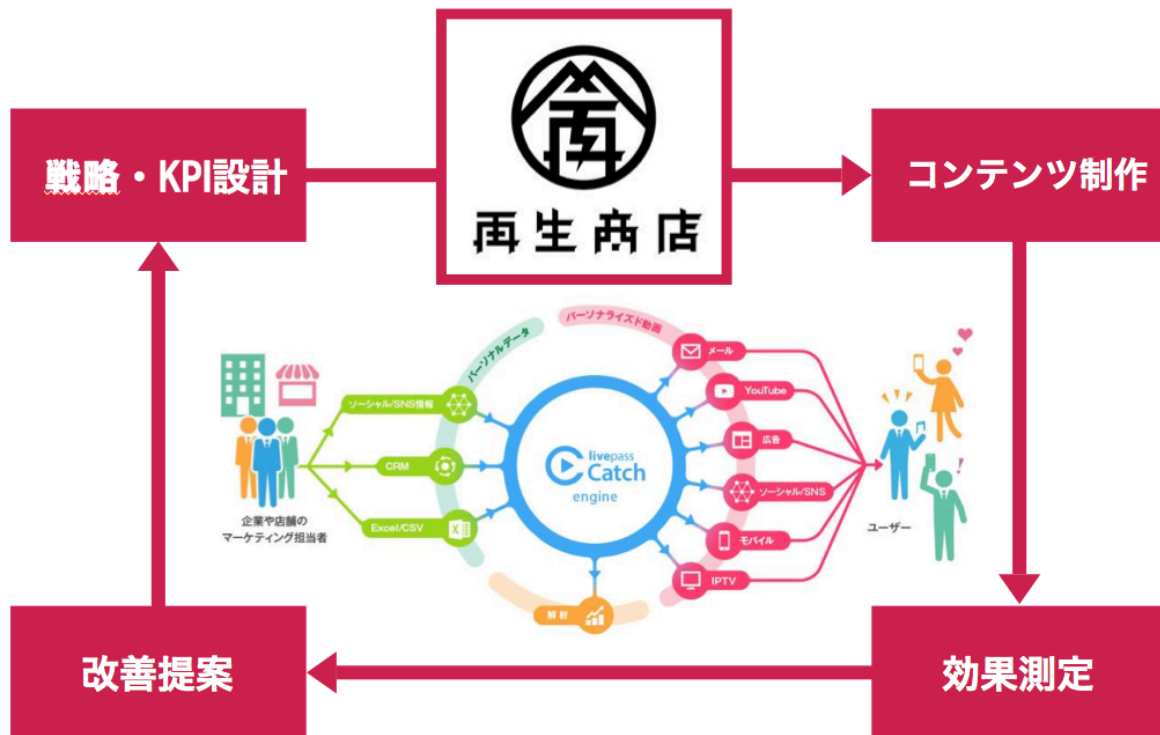 再生商店
戦略・KPI設計
コンテンツ制作
パーソナルデータ
パーソナライズド動画
メール
YouTube
広告
ソーシャル/SNS
モバイル
IPTV
ソーシャル/SNS情報
CRM
Excel/CSV
livepass
Catch
engine
企業や店舗の
マーケティング担当者
ユーザー
解析
改善提案
効果測定